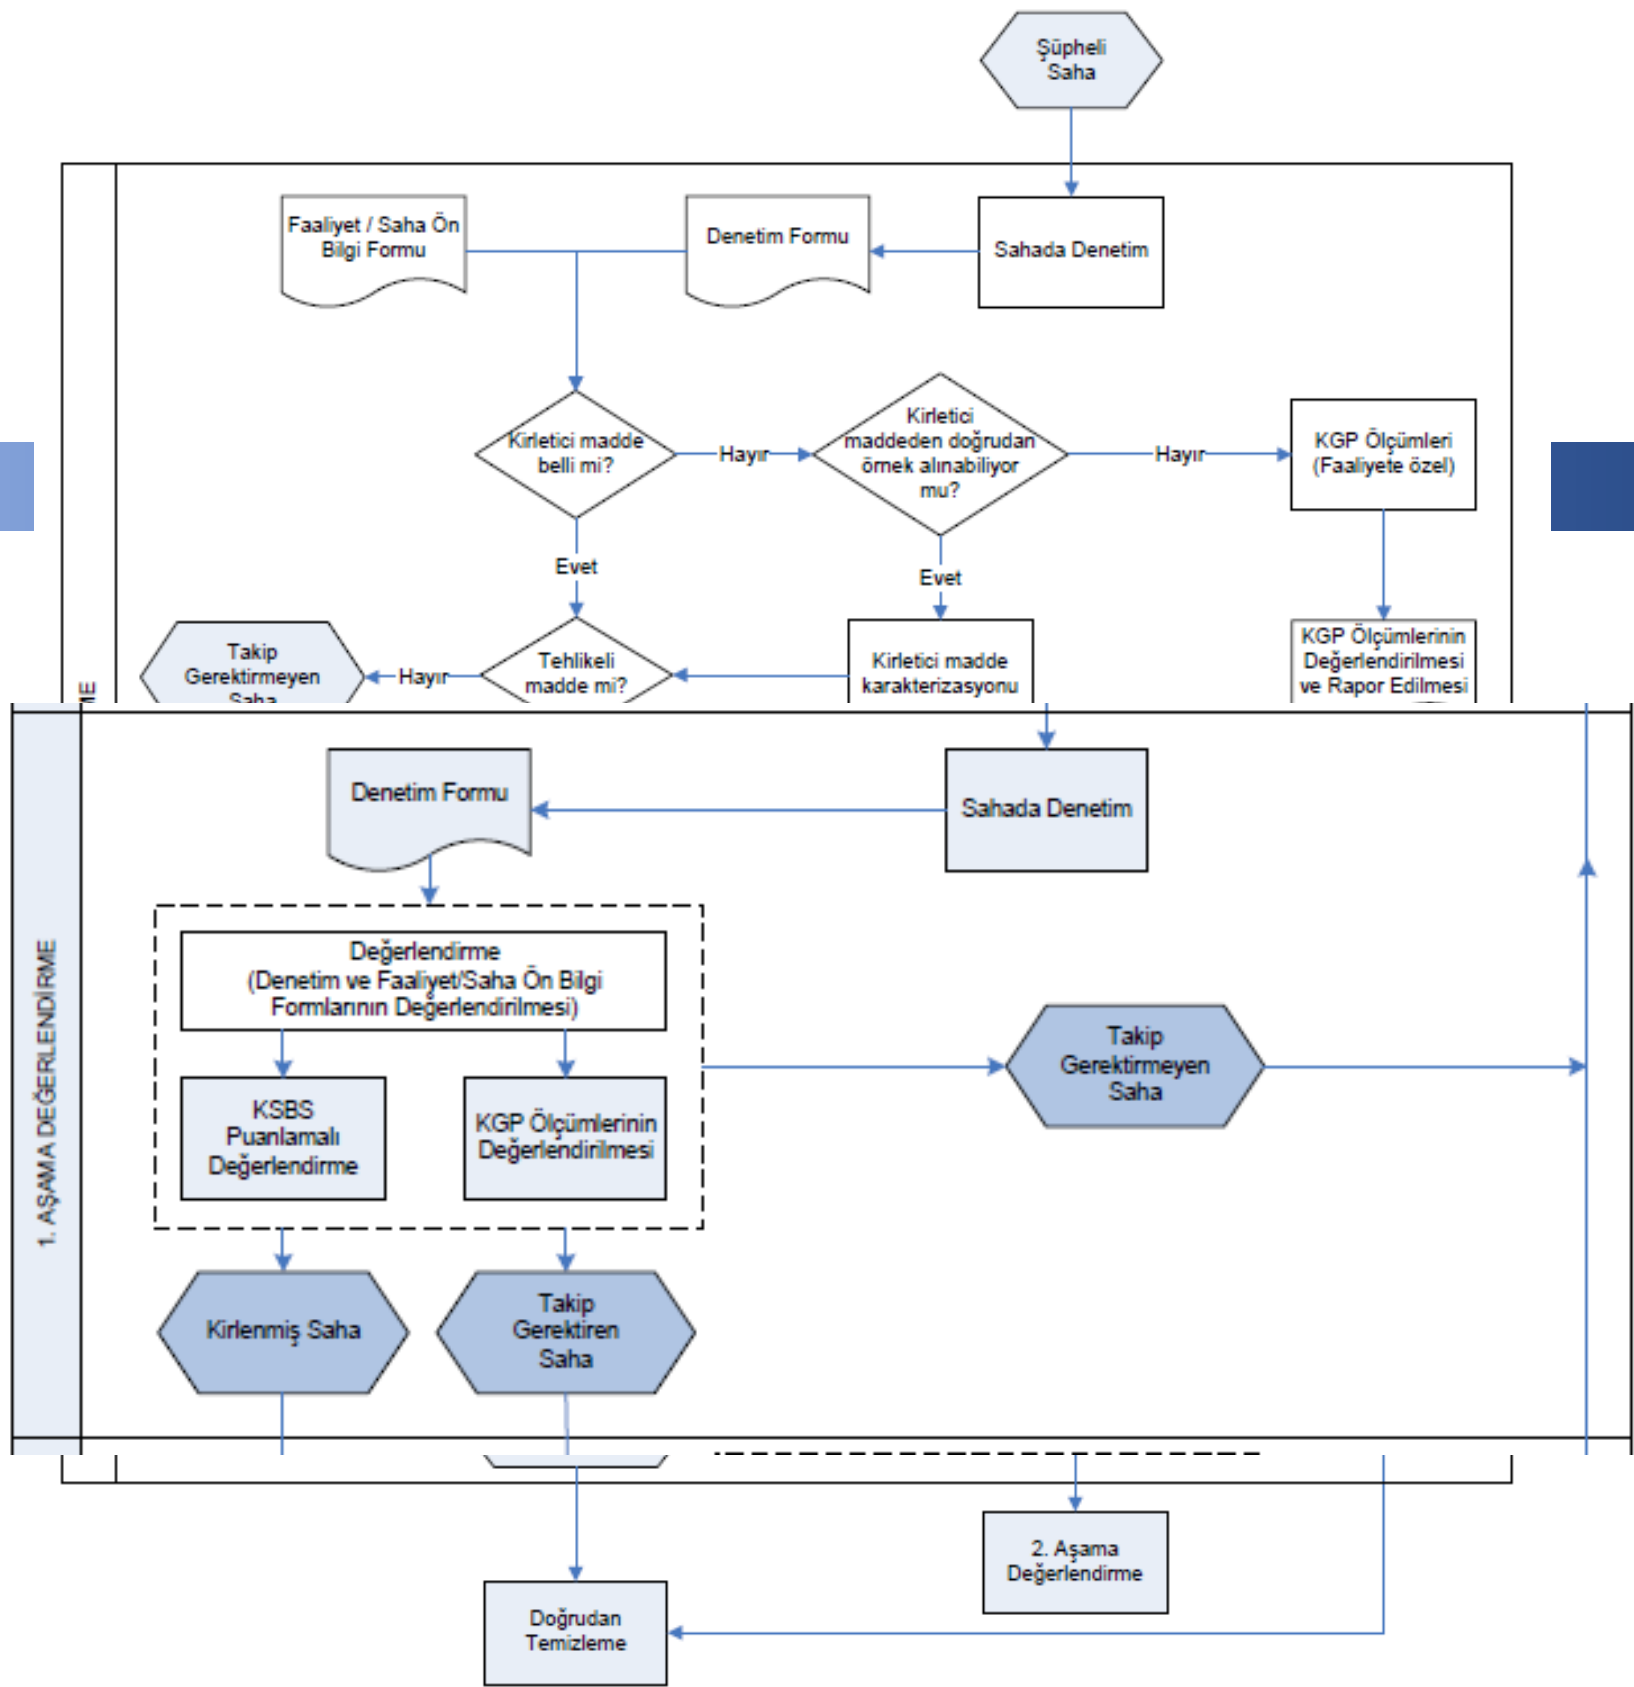 Şüpheli
Saha
Faaliyet / Saha Ön
Bilgi Formu
Denetim Formu
Sahada Denetim
Kirletici madde
belli mi?
Hayır
Kirletici
maddeden doğrudan
örnek alınabiliyor
mu?
Hayır
KGP Ölçümleri
(Faaliyete özel)
Evet
Evet
Takip
Gerektirmeyen
Saha
Hayır
Tehlikeli
madde mi?
Kirletici madde
karakterizasyonu
KGP Ölçümlerinin
Değerlendirilmesi
ve Rapor Edilmesi
ME
1. AŞAMA DEĞERLENDİRME
Denetim Formu
Sahada Denetim
Değerlendirme
(Denetim ve Faaliyet/Saha Ön Bilgi
Formlarının Değerlendirilmesi)
KSBS
Puanlamalı
Değerlendirme
KGP Ölçümlerinin
Değerlendirilmesi
Takip
Gerektirmeyen
Saha
Kirlenmiş Saha
Takip
Gerektiren
Saha
2. Aşama
Değerlendirme
Doğrudan
Temizleme